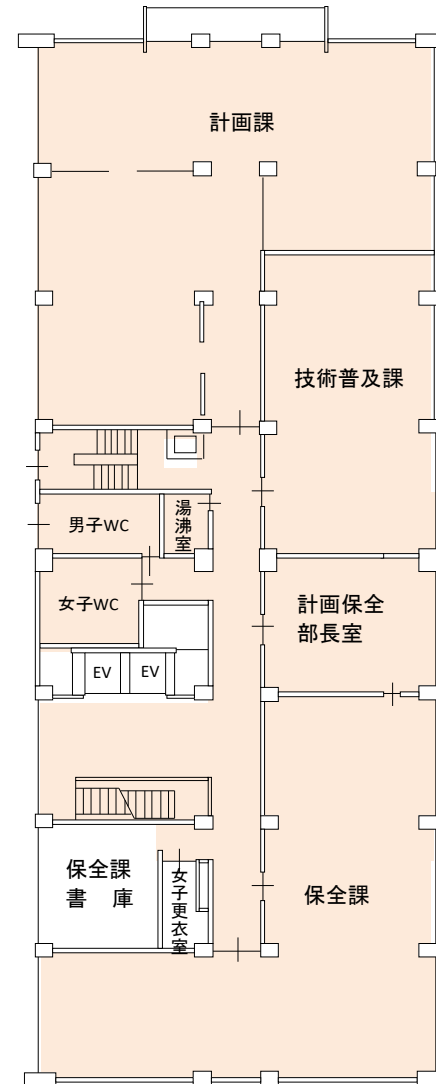 計画課
技術普及課
湯沸室
男子WC
計画保全
部長室
女子WC
EV
EV
保全課
書　庫
女子更衣室
保全課